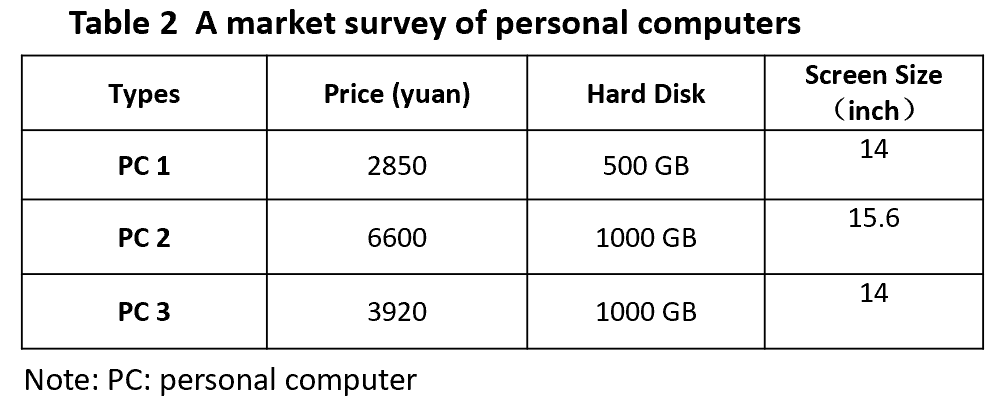 Table 2 A market survey of personal computers
Types Price (yuan) Hard Disk Screen Size（inch）
PC 1 2850 500 GB 14
PC 2 6600 1000 GB 15.6
PC 3 3920 1000 GB 14
Note: PC: personal computer